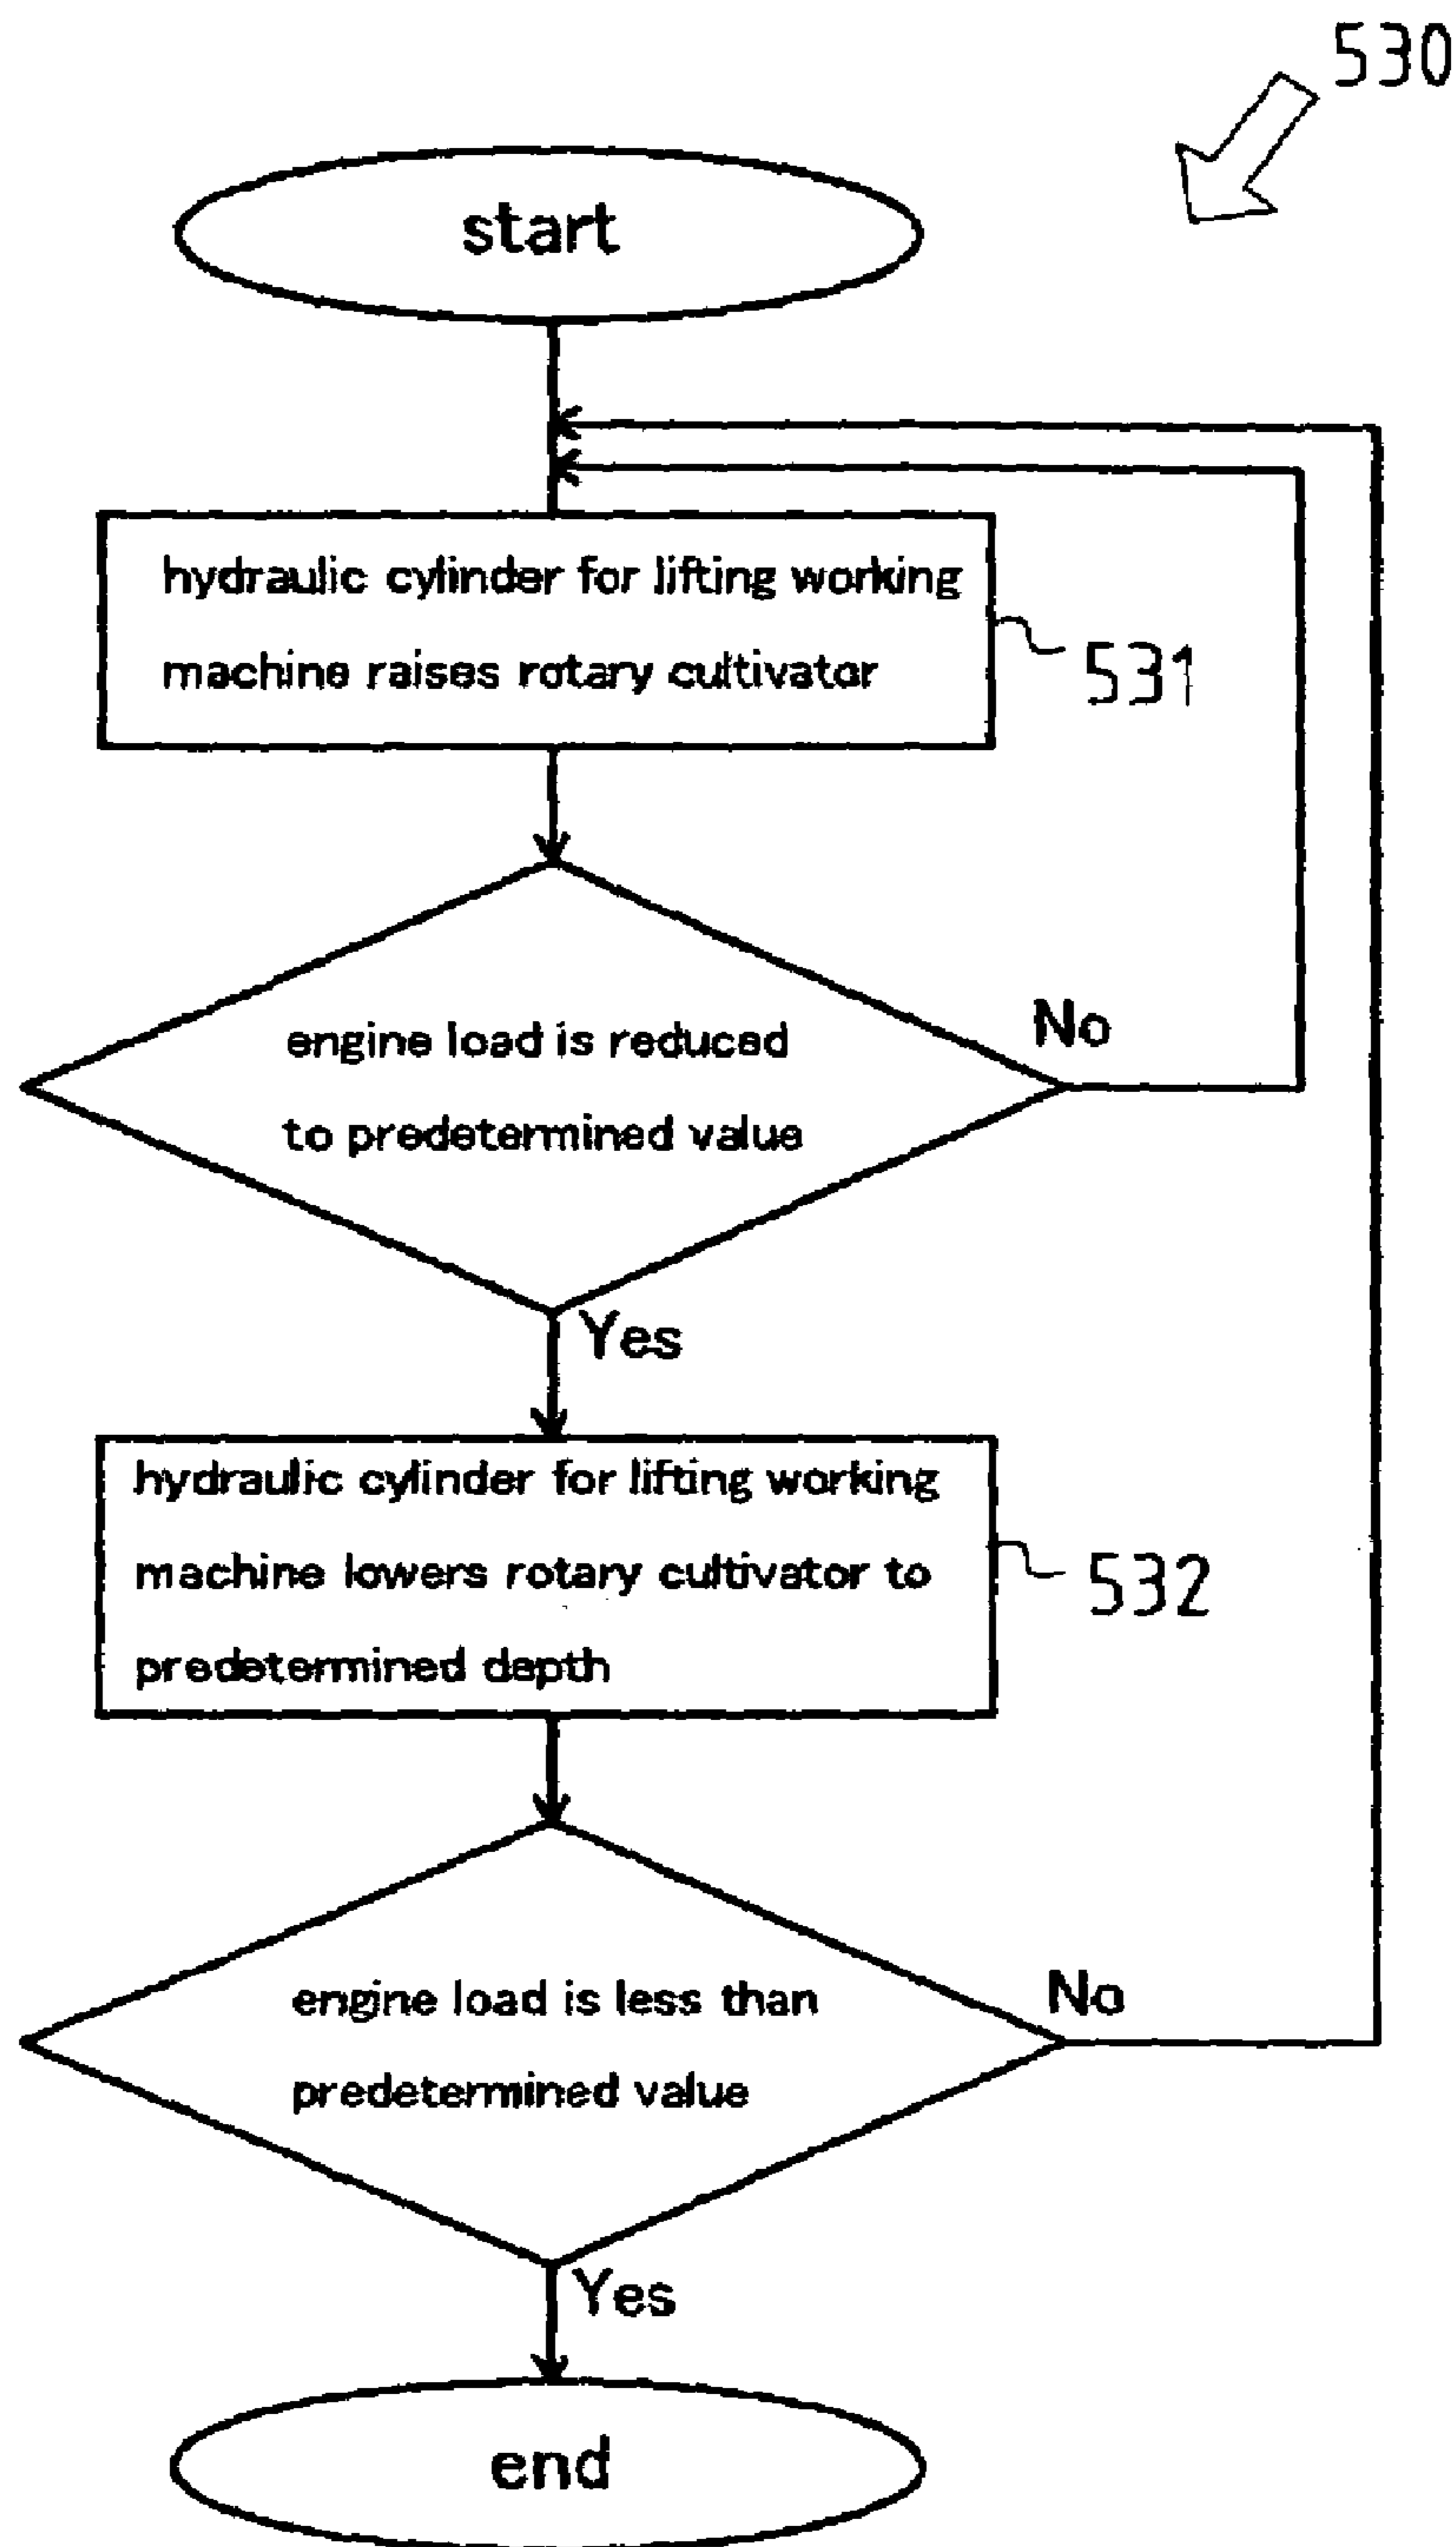 530
start
hydraulic cylinder for lifting working
machine raises rotary cultivator
531
engine load is reduced
to predetermined value
No
Yes
hydraulic cylinder for lifting working
machine lowers rotary cultivator to
predetermined depth
532
engine load is less than
predetermined value
No
Yes
end